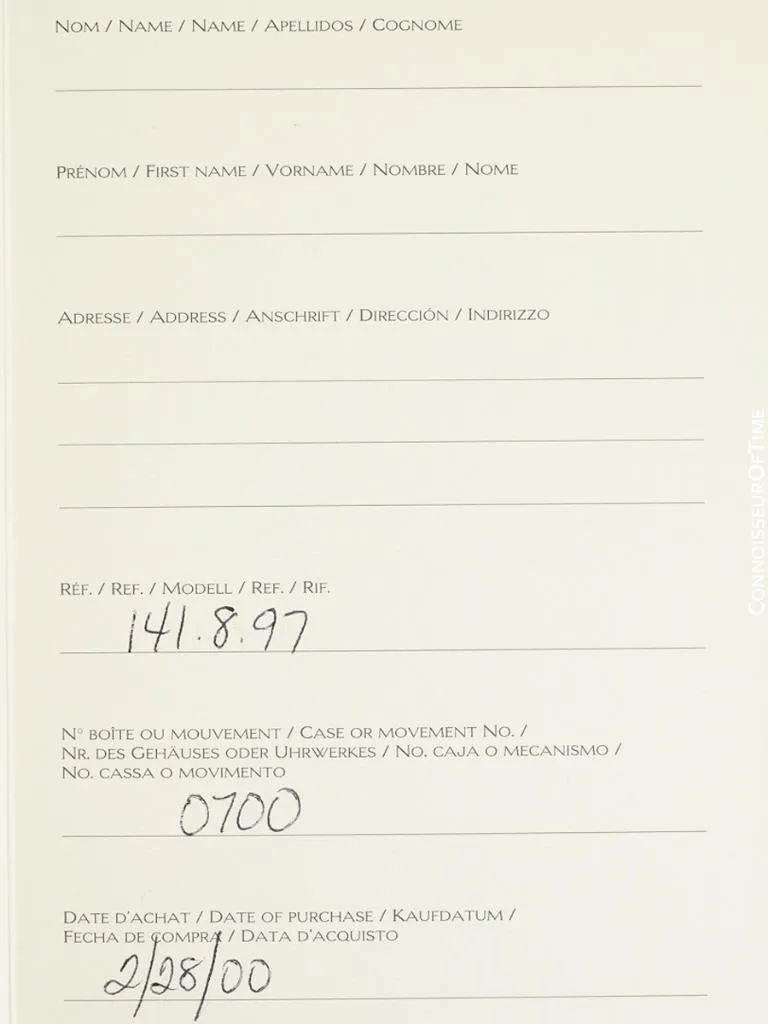 Nom / Name / Name / Apellidos / Cognome
Prénom / First name / Vorname / Nombre / Nome
Adresse / Address / Anschrift / Dirección / Indirizzo
Réf. / Ref. / Modell / Ref. / Rif.
141.8.97
N° boîte ou mouvement / Case or movement No. /
Nr. des Gehäuses oder Uhrwerkes / No. caja o mecanismo /
No. cassa o movimento
0700
Date d'achat / Date of purchase / Kaufdatum /
Fecha de compra / Data d'acquisto
2/28/00
ConnoisseurOfTime